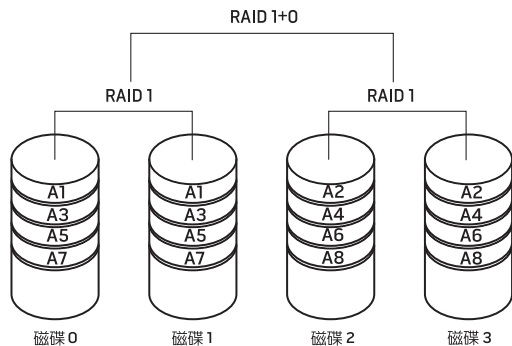 RAID 1+0
RAID 1 RAID 1
A1 A1 A2 A2
A3 A3 A4 A4
A5 A5 A6 A6
A7 A7 A8 A8
磁碟 0 磁碟 1 磁碟 2 磁碟 3